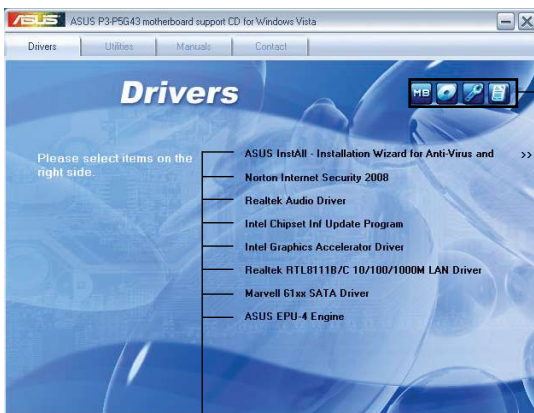 ASUS P3-P5G43 motherboard support CD for Windows Vista
Drivers Utilities Manuals Contact
Drivers
MB
Please select items on the
right side.
ASUS InstAll - Installation Wizard for Anti-Virus and >>
Norton Internet Security 2008
Realtek Audio Driver
Intel Chipset Inf Update Program
Intel Graphics Accelerator Driver
Realtek RTL8111B/C 10/100/1000M LAN Driver
Marvell 61xx SATA Driver
ASUS EPU-4 Engine